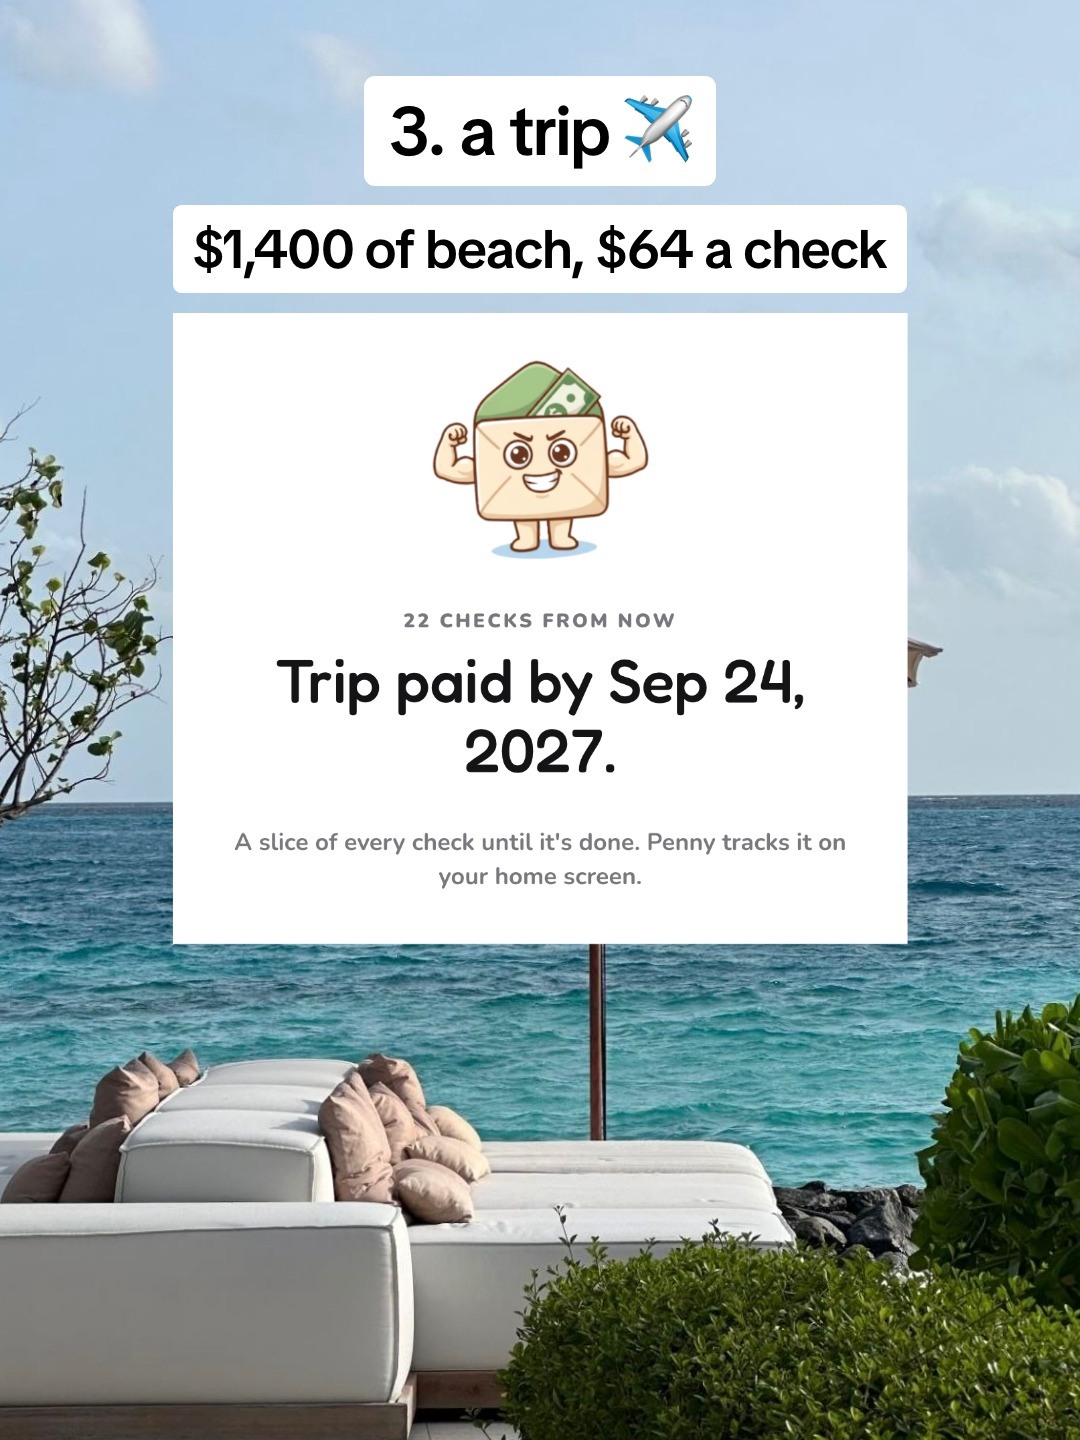 3. a trip ✈️
$1,400 of beach, $64 a check
22 CHECKS FROM NOW
Trip paid by Sep 24,
2027.
A slice of every check until it's done. Penny tracks it on
your home screen.